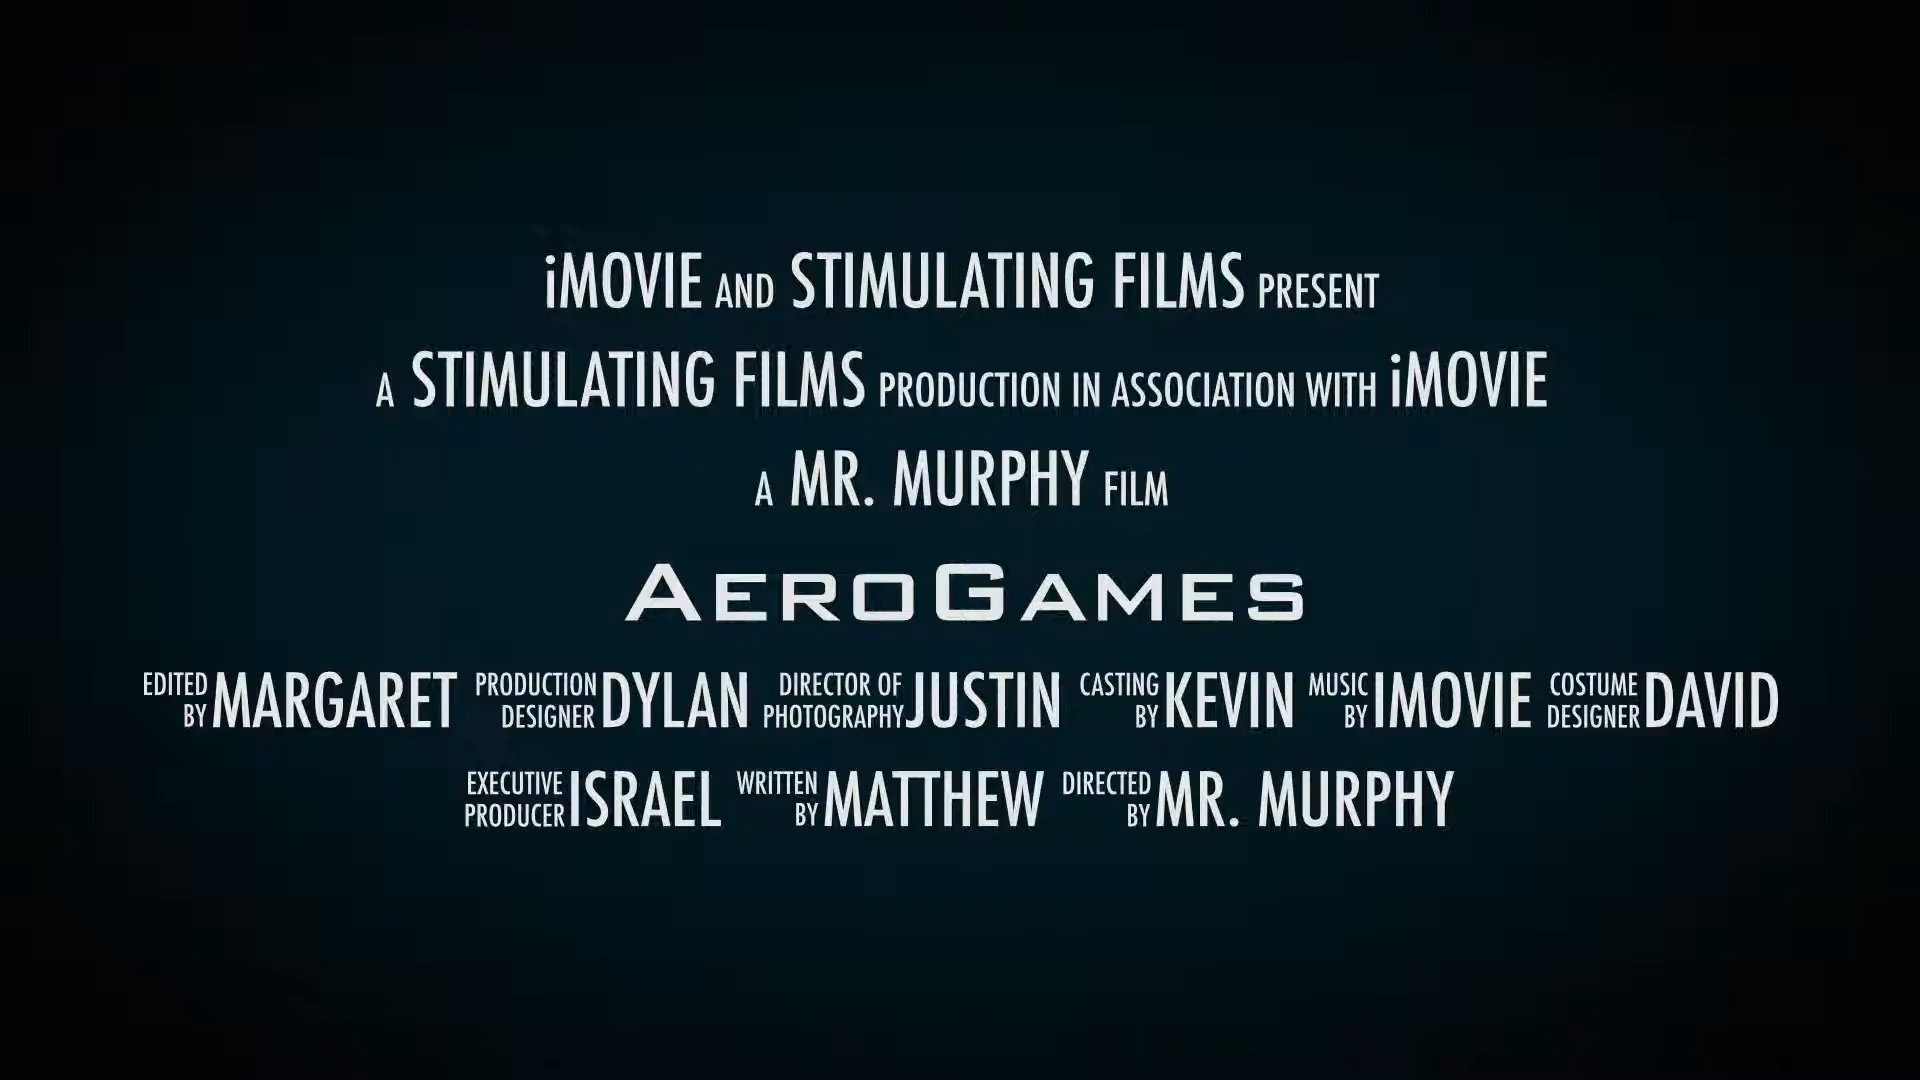 iMOVIE AND STIMULATING FILMS PRESENT
A STIMULATING FILMS PRODUCTION IN ASSOCIATION WITH iMOVIE
A MR. MURPHY FILM
AEROGAMES
EDITED BY MARGARET PRODUCTION DESIGNER DYLAN DIRECTOR OF PHOTOGRAPHY JUSTIN CASTING BY KEVIN MUSIC BY IMOVIE COSTUME DESIGNER DAVID
EXECUTIVE PRODUCER ISRAEL WRITTEN BY MATTHEW DIRECTED BY MR. MURPHY